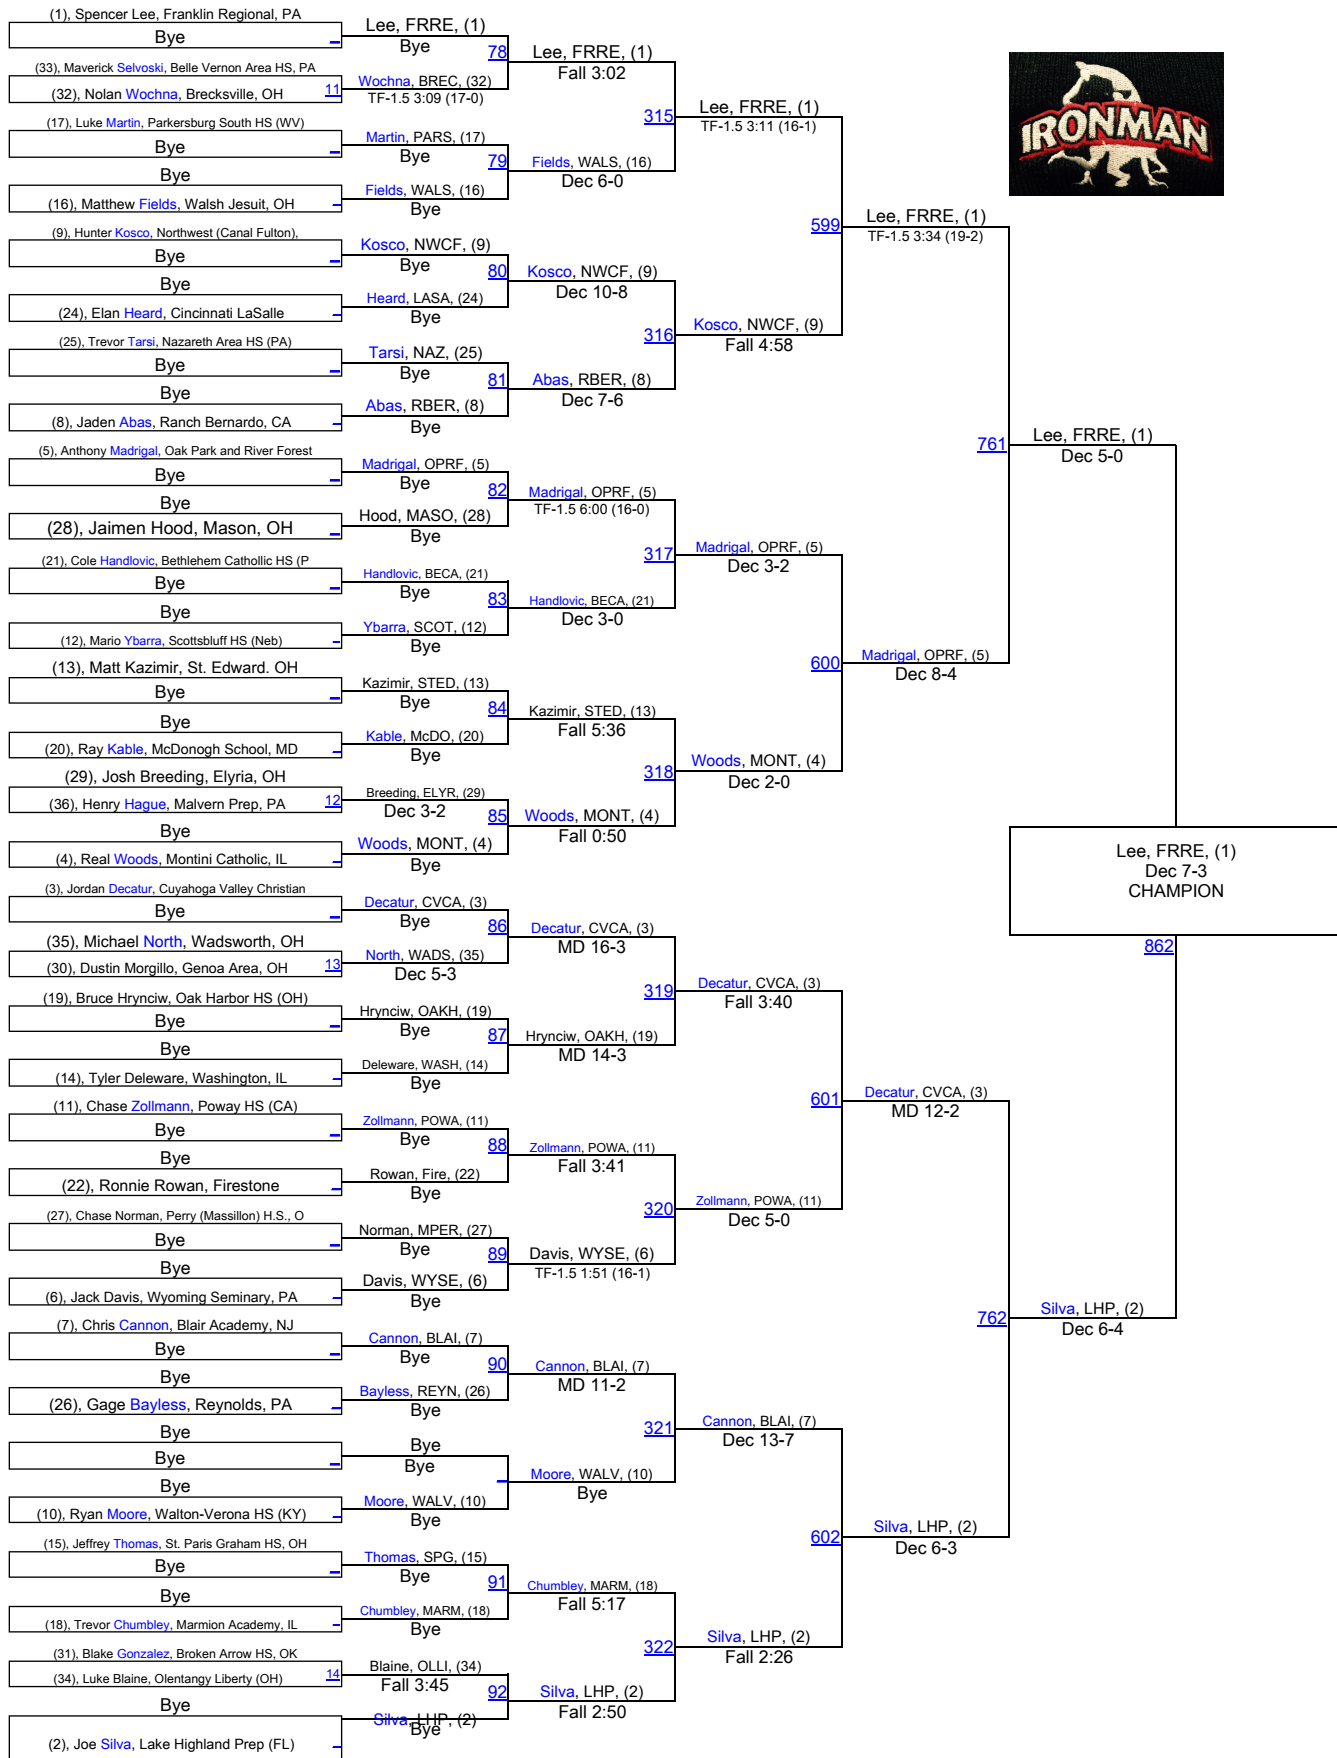 (1), Spencer Lee, Franklin Regional, PA
Bye
(33), Maverick Selvoski, Belle Vernon Area HS, PA
(32), Nolan Wochna, Brecksville, OH 11
(17), Luke Martin, Parkersburg South HS (WV)
Bye
Bye
(16), Matthew Fields, Walsh Jesuit, OH
(9), Hunter Kosco, Northwest (Canal Fulton),
Bye
Bye
(24), Elan Heard, Cincinnati LaSalle
(25), Trevor Tarsi, Nazareth Area HS (PA)
Bye
Bye
(8), Jaden Abas, Ranch Bernardo, CA
(5), Anthony Madrigal, Oak Park and River Forest
Bye
Bye
(28), Jaimen Hood, Mason, OH
(21), Cole Handlovic, Bethlehem Cathollic HS (P
Bye
Bye
(12), Mario Ybarra, Scottsbluff HS (Neb)
(13), Matt Kazimir, St. Edward. OH
Bye
Bye
(20), Ray Kable, McDonogh School, MD
(29), Josh Breeding, Elyria, OH
(36), Henry Hague, Malvern Prep, PA 12
Bye
(4), Real Woods, Montini Catholic, IL
(3), Jordan Decatur, Cuyahoga Valley Christian
Bye
(35), Michael North, Wadsworth, OH
(30), Dustin Morgillo, Genoa Area, OH 13
(19), Bruce Hrynciw, Oak Harbor HS (OH)
Bye
Bye
(14), Tyler Deleware, Washington, IL
(11), Chase Zollmann, Poway HS (CA)
Bye
Bye
(22), Ronnie Rowan, Firestone
(27), Chase Norman, Perry (Massillon) H.S., O
Bye
Bye
(6), Jack Davis, Wyoming Seminary, PA
(7), Chris Cannon, Blair Academy, NJ
Bye
Bye
(26), Gage Bayless, Reynolds, PA
Bye
Bye
Bye
(10), Ryan Moore, Walton-Verona HS (KY)
(15), Jeffrey Thomas, St. Paris Graham HS, OH
Bye
Bye
(18), Trevor Chumbley, Marmion Academy, IL
(31), Blake Gonzalez, Broken Arrow HS, OK
(34), Luke Blaine, Olentangy Liberty (OH) 14
Bye
(2), Joe Silva, Lake Highland Prep (FL)
Lee, FRRE, (1)
Bye
78
Wochna, BREC, (32)
TF-1.5 3:09 (17-0)
Martin, PARS, (17)
Bye
79
Fields, WALS, (16)
Bye
Kosco, NWCF, (9)
Bye
80
Heard, LASA, (24)
Bye
Tarsi, NAZ, (25)
Bye
81
Abas, RBER, (8)
Bye
Madrigal, OPRF, (5)
Bye
82
Hood, MASO, (28)
Bye
Handlovic, BECA, (21)
Bye
83
Ybarra, SCOT, (12)
Bye
Kazimir, STED, (13)
Bye
84
Kable, McDO, (20)
Bye
Breeding, ELYR, (29)
Dec 3-2
85
Woods, MONT, (4)
Bye
Decatur, CVCA, (3)
Bye
86
North, WADS, (35)
Dec 5-3
Hrynciw, OAKH, (19)
Bye
87
Deleware, WASH, (14)
Bye
Zollmann, POWA, (11)
Bye
88
Rowan, Fire, (22)
Bye
Norman, MPER, (27)
Bye
89
Davis, WYSE, (6)
Bye
Cannon, BLAI, (7)
Bye
90
Bayless, REYN, (26)
Bye
Bye
Bye
Moore, WALV, (10)
Bye
Thomas, SPG, (15)
Bye
91
Chumbley, MARM, (18)
Bye
Blaine, OLLI, (34)
Fall 3:45
92
Silva, LHP, (2)
Bye
Lee, FRRE, (1)
Fall 3:02
315
Fields, WALS, (16)
Dec 6-0
Kosco, NWCF, (9)
Dec 10-8
316
Abas, RBER, (8)
Dec 7-6
Madrigal, OPRF, (5)
TF-1.5 6:00 (16-0)
317
Handlovic, BECA, (21)
Dec 3-0
Kazimir, STED, (13)
Fall 5:36
318
Woods, MONT, (4)
Fall 0:50
Decatur, CVCA, (3)
MD 16-3
319
Hrynciw, OAKH, (19)
MD 14-3
Zollmann, POWA, (11)
Fall 3:41
320
Davis, WYSE, (6)
TF-1.5 1:51 (16-1)
Cannon, BLAI, (7)
MD 11-2
321
Moore, WALV, (10)
Bye
Chumbley, MARM, (18)
Fall 5:17
322
Silva, LHP, (2)
Fall 2:50
Lee, FRRE, (1)
TF-1.5 3:11 (16-1)
599
Kosco, NWCF, (9)
Fall 4:58
Madrigal, OPRF, (5)
Dec 3-2
600
Woods, MONT, (4)
Dec 2-0
Decatur, CVCA, (3)
Fall 3:40
601
Zollmann, POWA, (11)
Dec 5-0
Cannon, BLAI, (7)
Dec 13-7
602
Silva, LHP, (2)
Fall 2:26
Lee, FRRE, (1)
TF-1.5 3:34 (19-2)
761
Madrigal, OPRF, (5)
Dec 8-4
Decatur, CVCA, (3)
MD 12-2
762
Silva, LHP, (2)
Dec 6-3
IRONMAN
Lee, FRRE, (1)
Dec 5-0
Lee, FRRE, (1)
Dec 7-3
CHAMPION
862
Silva, LHP, (2)
Dec 6-4